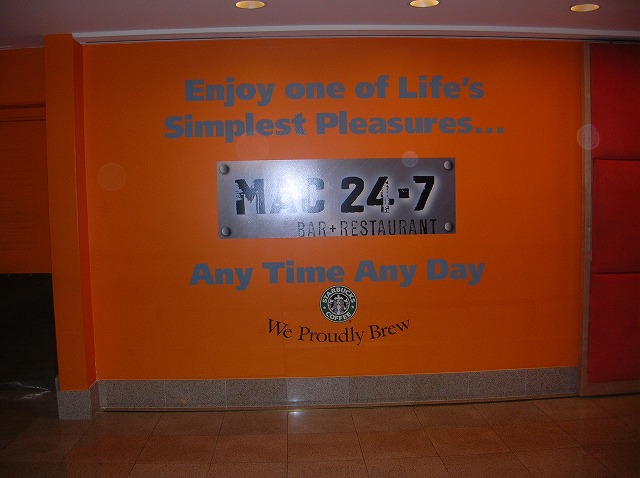 Enjoy one of Life's
Simplest Pleasures...
MAC 24-7
BAR+RESTAURANT
Any Time Any Day
STARBUCKS
COFFEE
We Proudly Brew